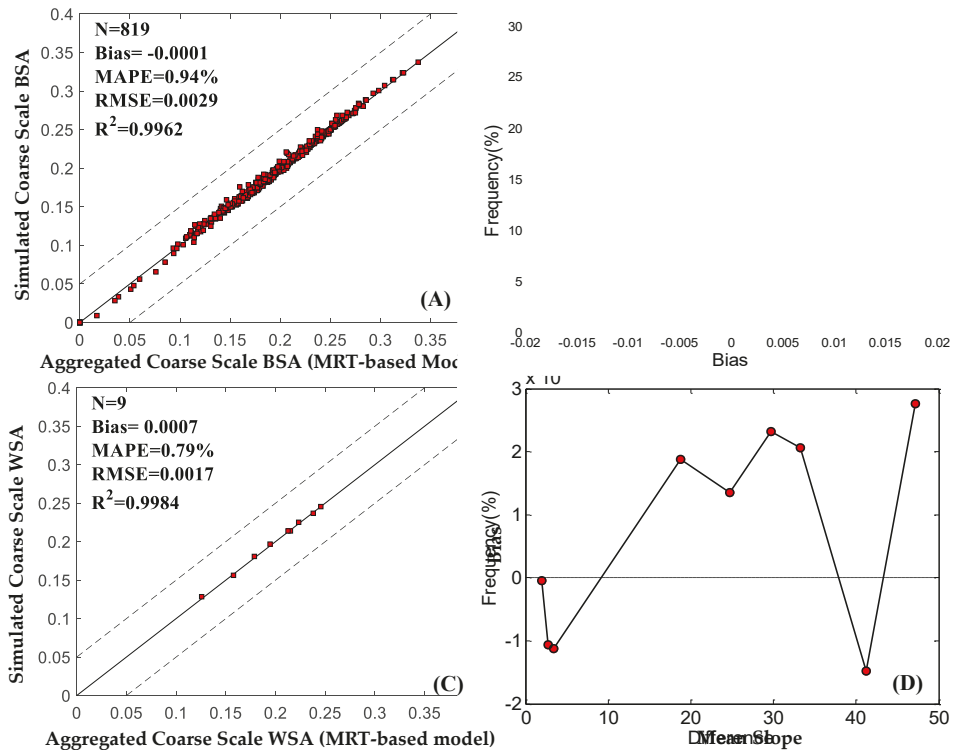 0.4
0.35
0.3
0.25
0.2
0.15
0.1
0.05
0
Simulated Coarse Scale BSA
N=819
Bias= -0.0001
MAPE=0.94%
RMSE=0.0029
R²=0.9962
(A)
0 0.05 0.1 0.15 0.2 0.25 0.3 0.35
Aggregated Coarse Scale BSA (MRT-based Mod
30
25
20
15
10
5
0
Frequency(%)
-0.02 -0.015 -0.01 -0.005 0 0.005 0.01 0.015 0.02
Bias
0.4
0.35
0.3
0.25
0.2
0.15
0.1
0.05
0
Simulated Coarse Scale WSA
N=9
Bias= 0.0007
MAPE=0.79%
RMSE=0.0017
R²=0.9984
(C)
0 0.05 0.1 0.15 0.2 0.25 0.3 0.35
Aggregated Coarse Scale WSA (MRT-based model)
x 10
3
2
1
0
-1
-2
Frequency(%)
Bias
(D)
0 10 20 30 40 50
Difference
Mean Slope